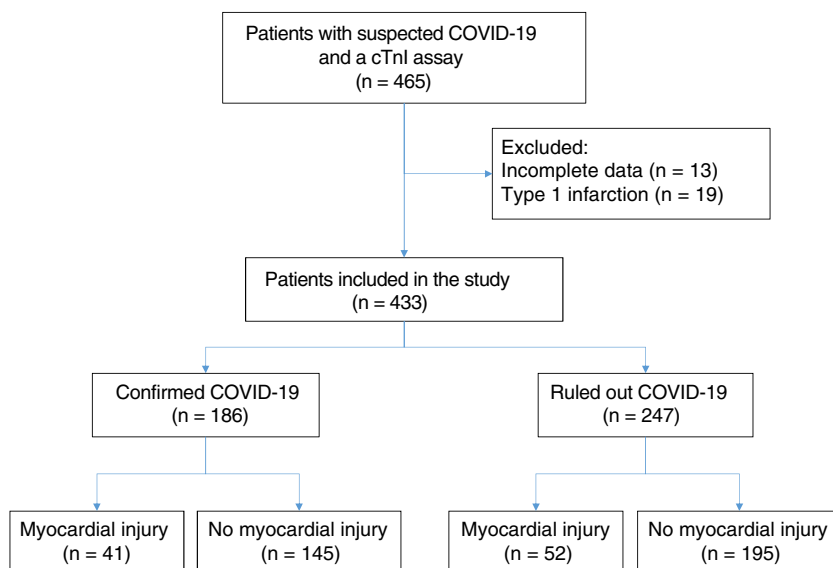 Patients with suspected COVID-19
and a cTnI assay
(n = 465)
Excluded:
Incomplete data (n = 13)
Type 1 infarction (n = 19)
Patients included in the study
(n = 433)
Confirmed COVID-19
(n = 186)
Ruled out COVID-19
(n = 247)
Myocardial injury
(n = 41)
No myocardial injury
(n = 145)
Myocardial injury
(n = 52)
No myocardial injury
(n = 195)